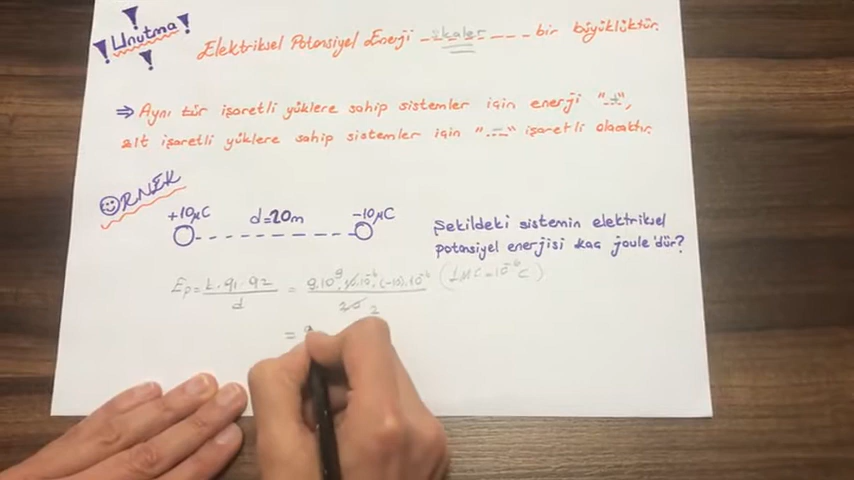 Unutma
Elektriksel Potansiyel Enerji skaler bir büyüklüktür.
⇒ Aynı tür işaretli yüklere sahip sistemler için enerji "+",
zıt işaretli yüklere sahip sistemler için "-" işaretli olacaktır.
ÖRNEK
+10μC d=20m -10μC
Şekildeki sistemin elektriksel
potansiyel enerjisi kaç joule'dür?
Ep = k.q1.q2 / d = 9.10⁹.10.10⁻⁶.(-10).10⁻⁶ / 20 2 (1μC=10⁻⁶C)
= 9